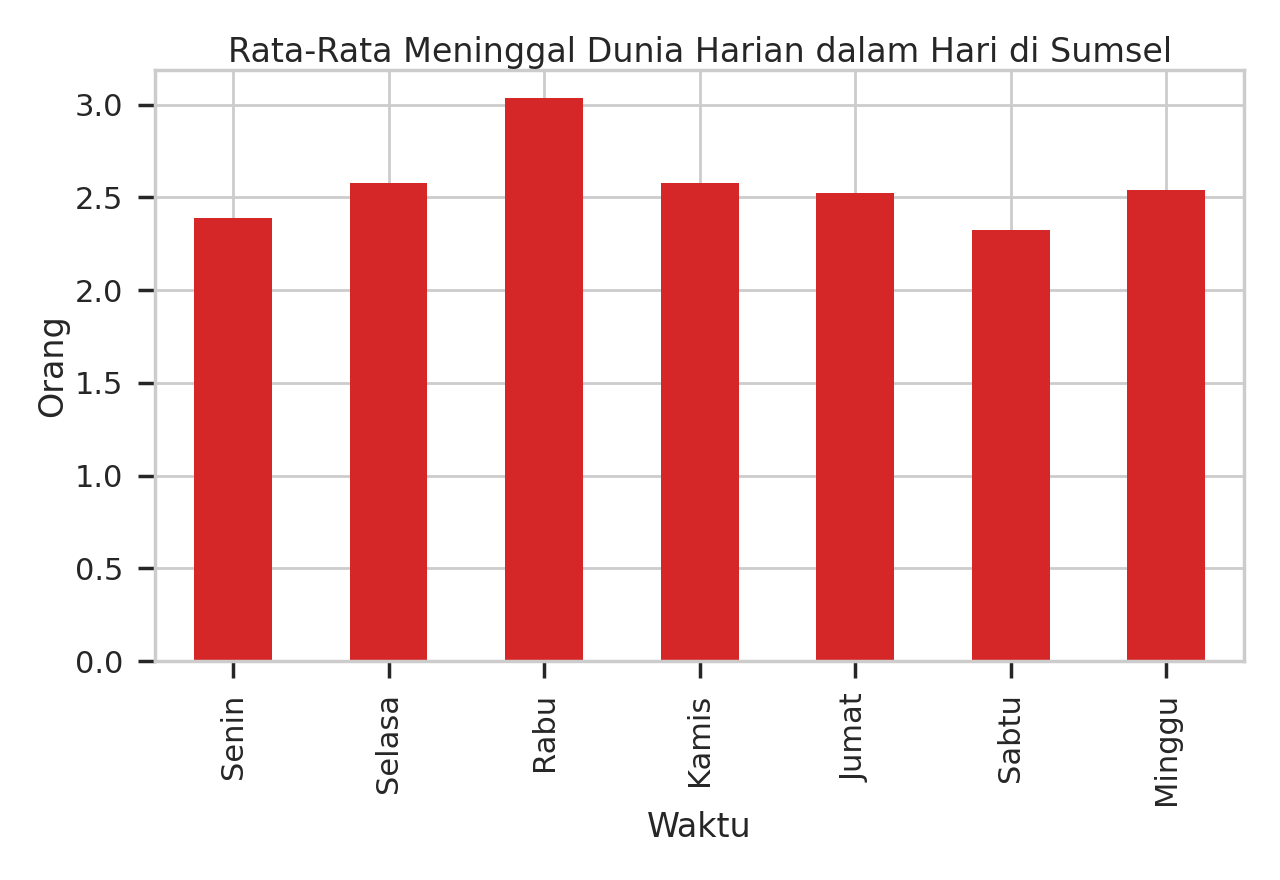 Rata-Rata Meninggal Dunia Harian dalam Hari di Sumsel
3.0
2.5
2.0
1.5
1.0
0.5
0.0
Orang
Senin
Selasa
Rabu
Kamis
Jumat
Sabtu
Minggu
Waktu